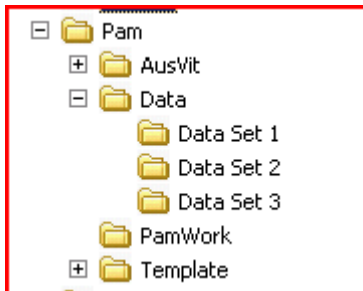 Pam
AusVit
Data
Data Set 1
Data Set 2
Data Set 3
PamWork
Template